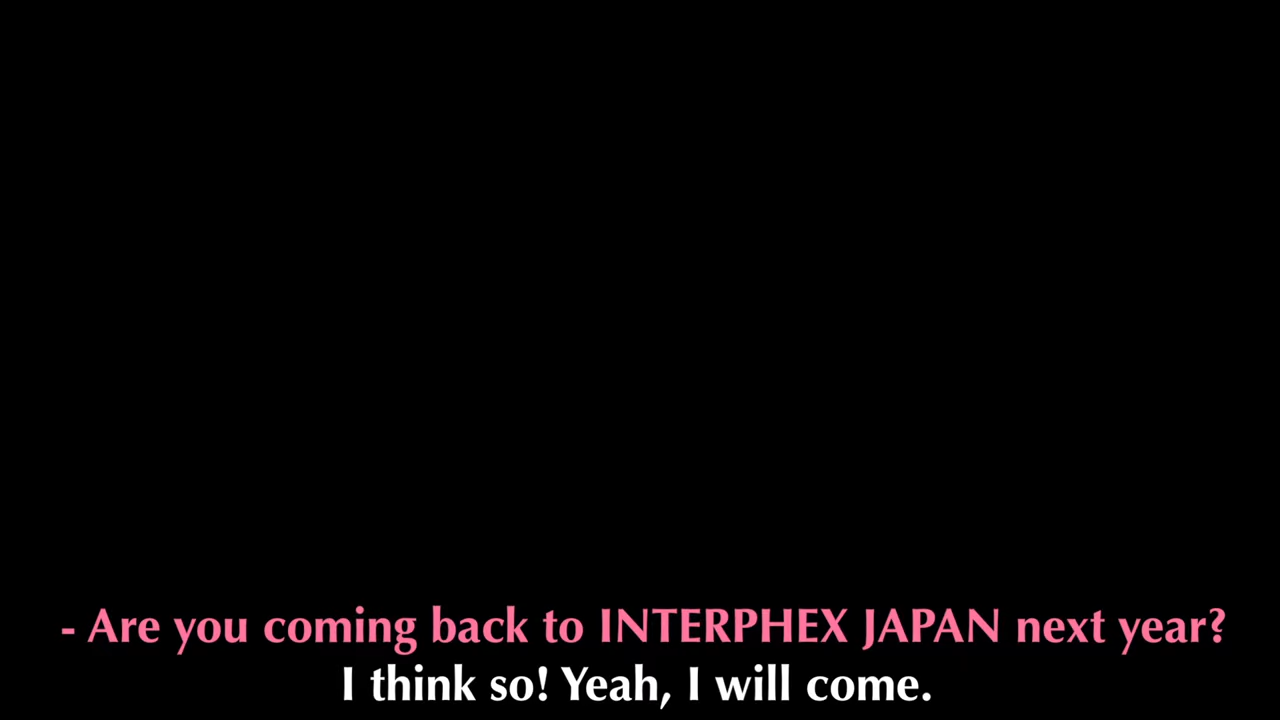 - Are you coming back to INTERPHEX JAPAN next year?
I think so! Yeah, I will come.